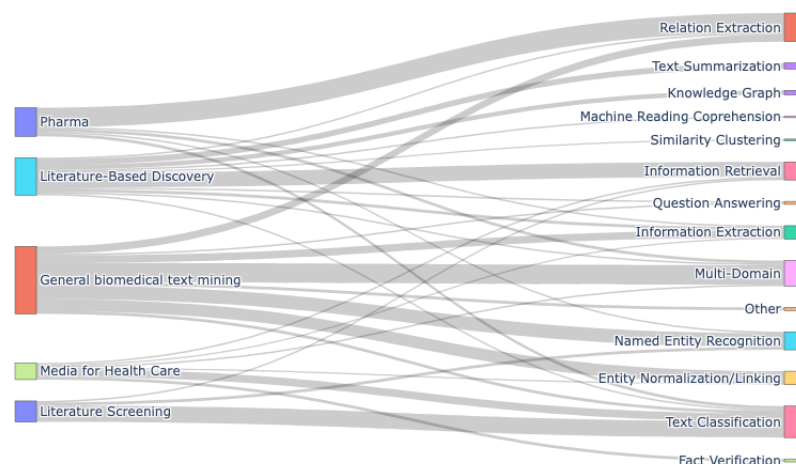 Pharma
Literature-Based Discovery
General biomedical text mining
Media for Health Care
Literature Screening
Relation Extraction
Text Summarization
Knowledge Graph
Machine Reading Coprehension
Similarity Clustering
Information Retrieval
Question Answering
Information Extraction
Multi-Domain
Other
Named Entity Recognition
Entity Normalization/Linking
Text Classification
Fact Verification